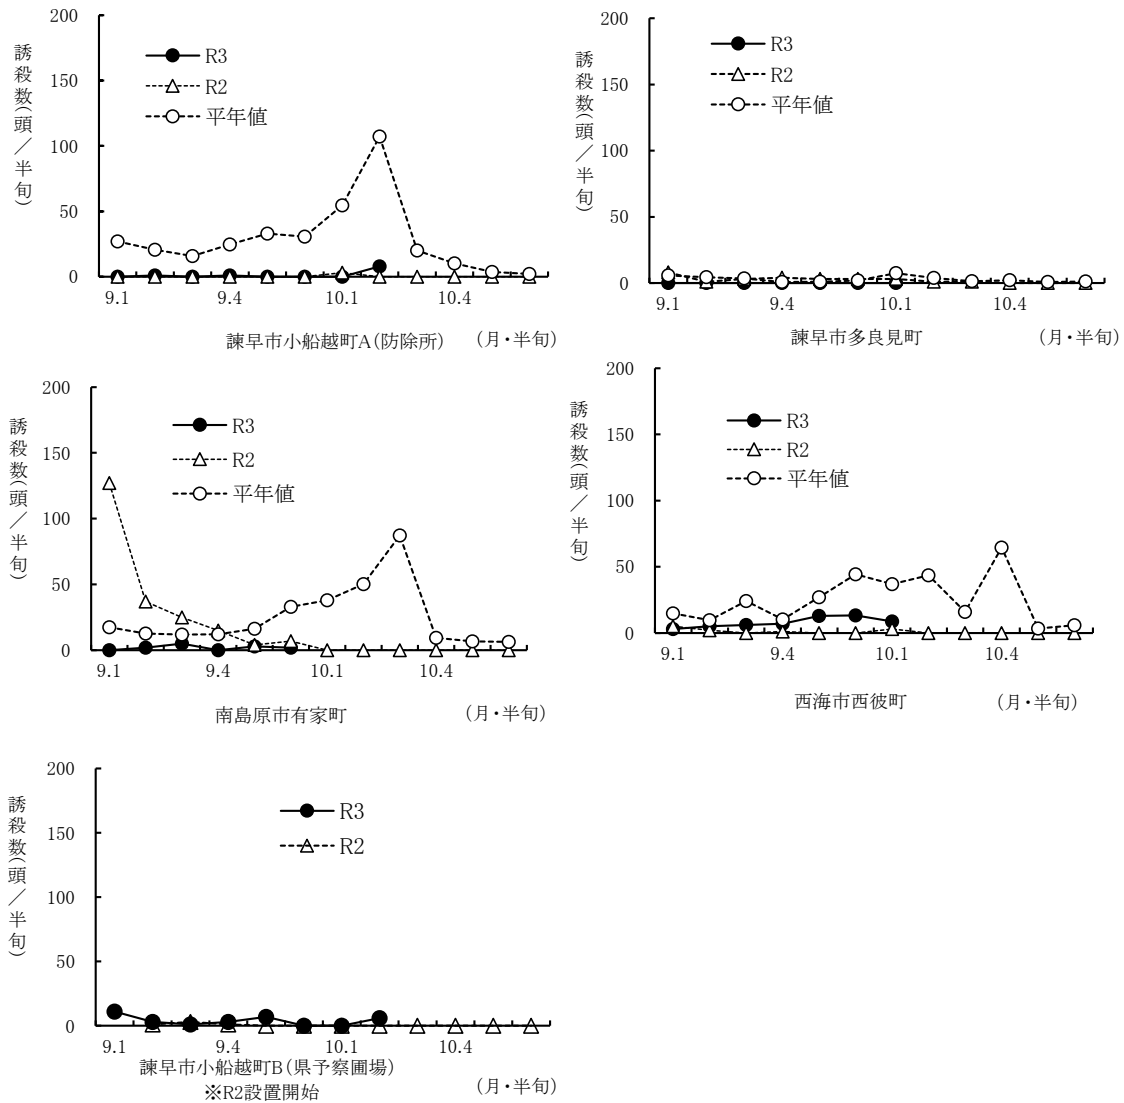 誘殺数(頭/半旬)
200
150
100
50
0
R3
R2
平年値
9.1 9.4 10.1 10.4
諫早市小船越町A(防除所) (月・半旬)
誘殺数(頭/半旬)
200
150
100
50
0
R3
R2
平年値
9.1 9.4 10.1 10.4
諫早市多良見町 (月・半旬)
誘殺数(頭/半旬)
200
150
100
50
0
R3
R2
平年値
9.1 9.4 10.1 10.4
南島原市有家町 (月・半旬)
誘殺数(頭/半旬)
200
150
100
50
0
R3
R2
平年値
9.1 9.4 10.1 10.4
西海市西彼町 (月・半旬)
誘殺数(頭/半旬)
200
150
100
50
0
R3
R2
9.1 9.4 10.1 10.4
諫早市小船越町B(県予察圃場)
※R2設置開始 (月・半旬)